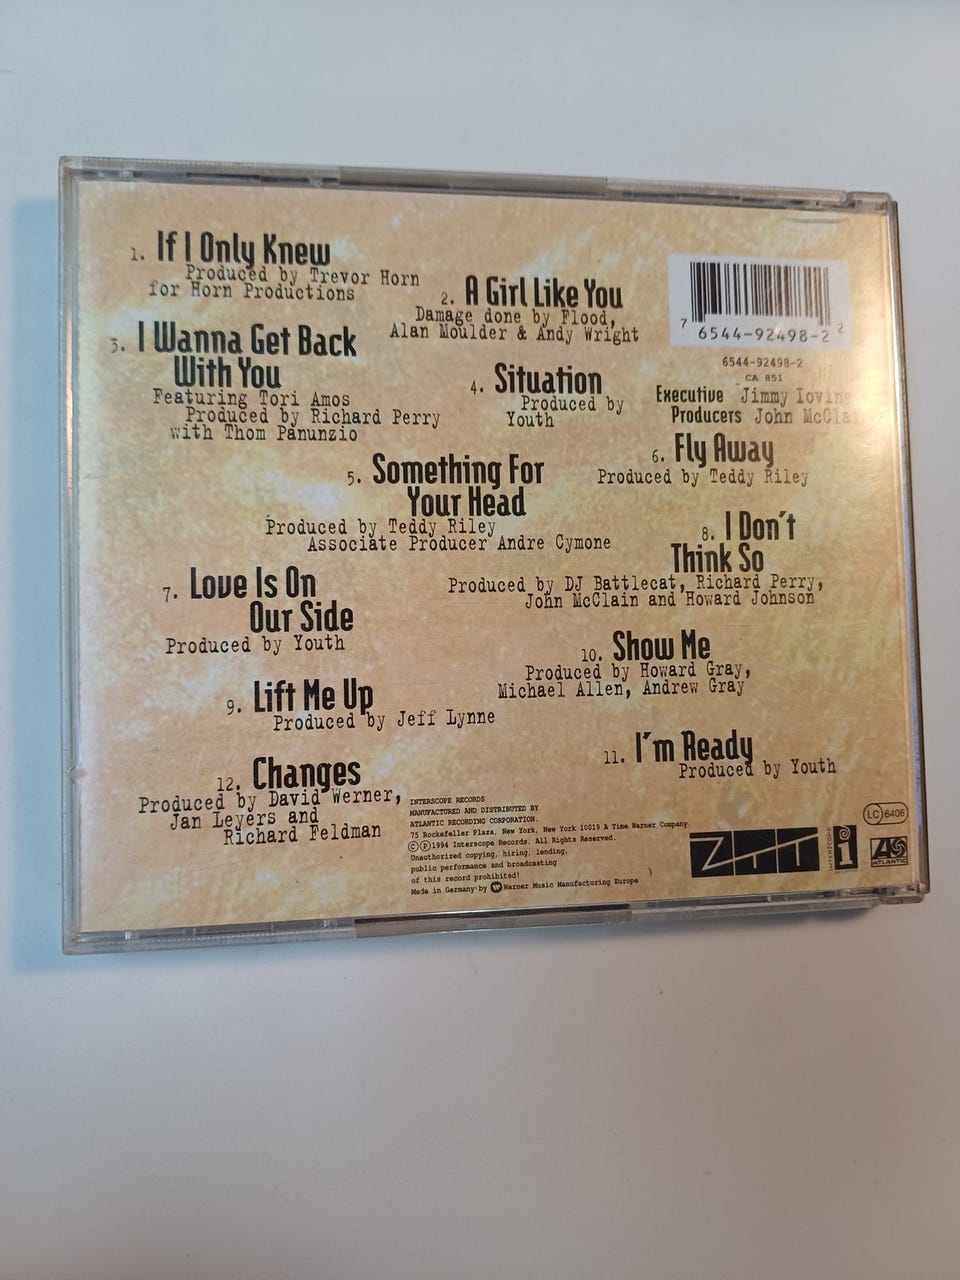 1. If I Only Knew
Produced by Trevor Horn
for Horn Productions
2. A Girl Like You
Damage done by Flood,
Alan Moulder & Andy Wright
3. I Wanna Get Back
With You
Featuring Tori Amos
Produced by Richard Perry
with Thom Panunzio
4. Situation
Produced by
Youth
7 6544-92498-2 2
6544-92498-2
CA 851
Executive Jimmy Iovine
Producers John McClai
5. Something For
Your Head
Produced by Teddy Riley
Associate Producer Andre Cymone
6. Fly Away
Produced by Teddy Riley
7. Love Is On
Our Side
Produced by Youth
8. I Don't
Think So
Produced by DJ Battlecat, Richard Perry,
John McClain and Howard Johnson
9. Lift Me Up
Produced by Jeff Lynne
10. Show Me
Produced by Howard Gray,
Michael Allen, Andrew Gray
11. I'm Ready
Produced by Youth
12. Changes
Produced by David Werner,
Jan Leyers and
Richard Feldman
INTERSCOPE RECORDS
MANUFACTURED AND DISTRIBUTED BY
ATLANTIC RECORDING CORPORATION.
75 Rockefeller Plaza, New York, New York 10019 A Time Warner Company.
©℗1994 Interscope Records. All Rights Reserved.
Unauthorized copying, hiring, lending,
public performance and broadcasting
of this record prohibited!
Made in Germany by Warner Music Manufacturing Europe
ZTT
INTERSCOPE
RECORDS
i
LC 6406
ATLANTIC